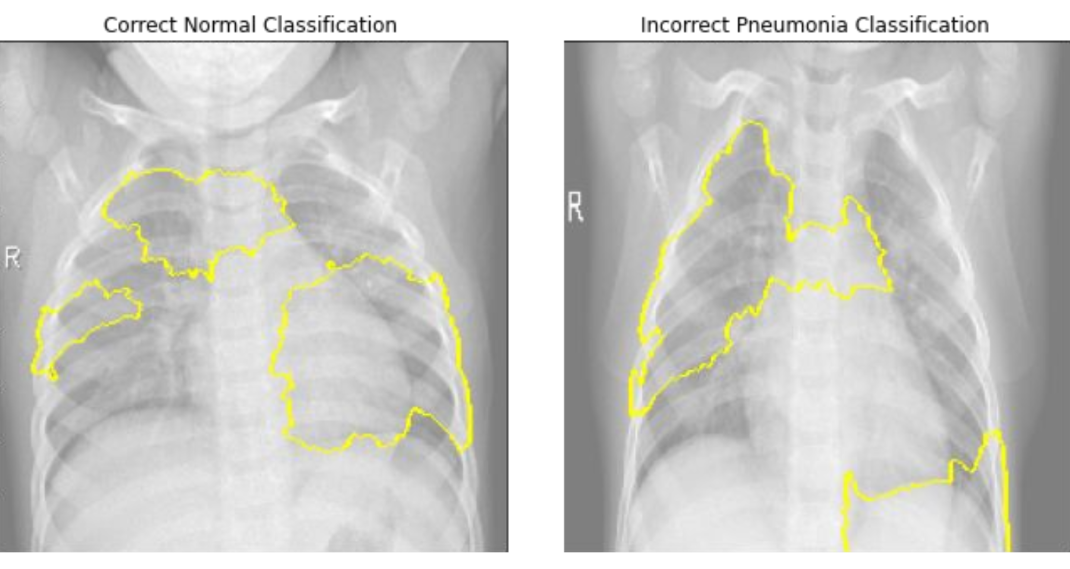 Correct Normal Classification
Incorrect Pneumonia Classification
R
R